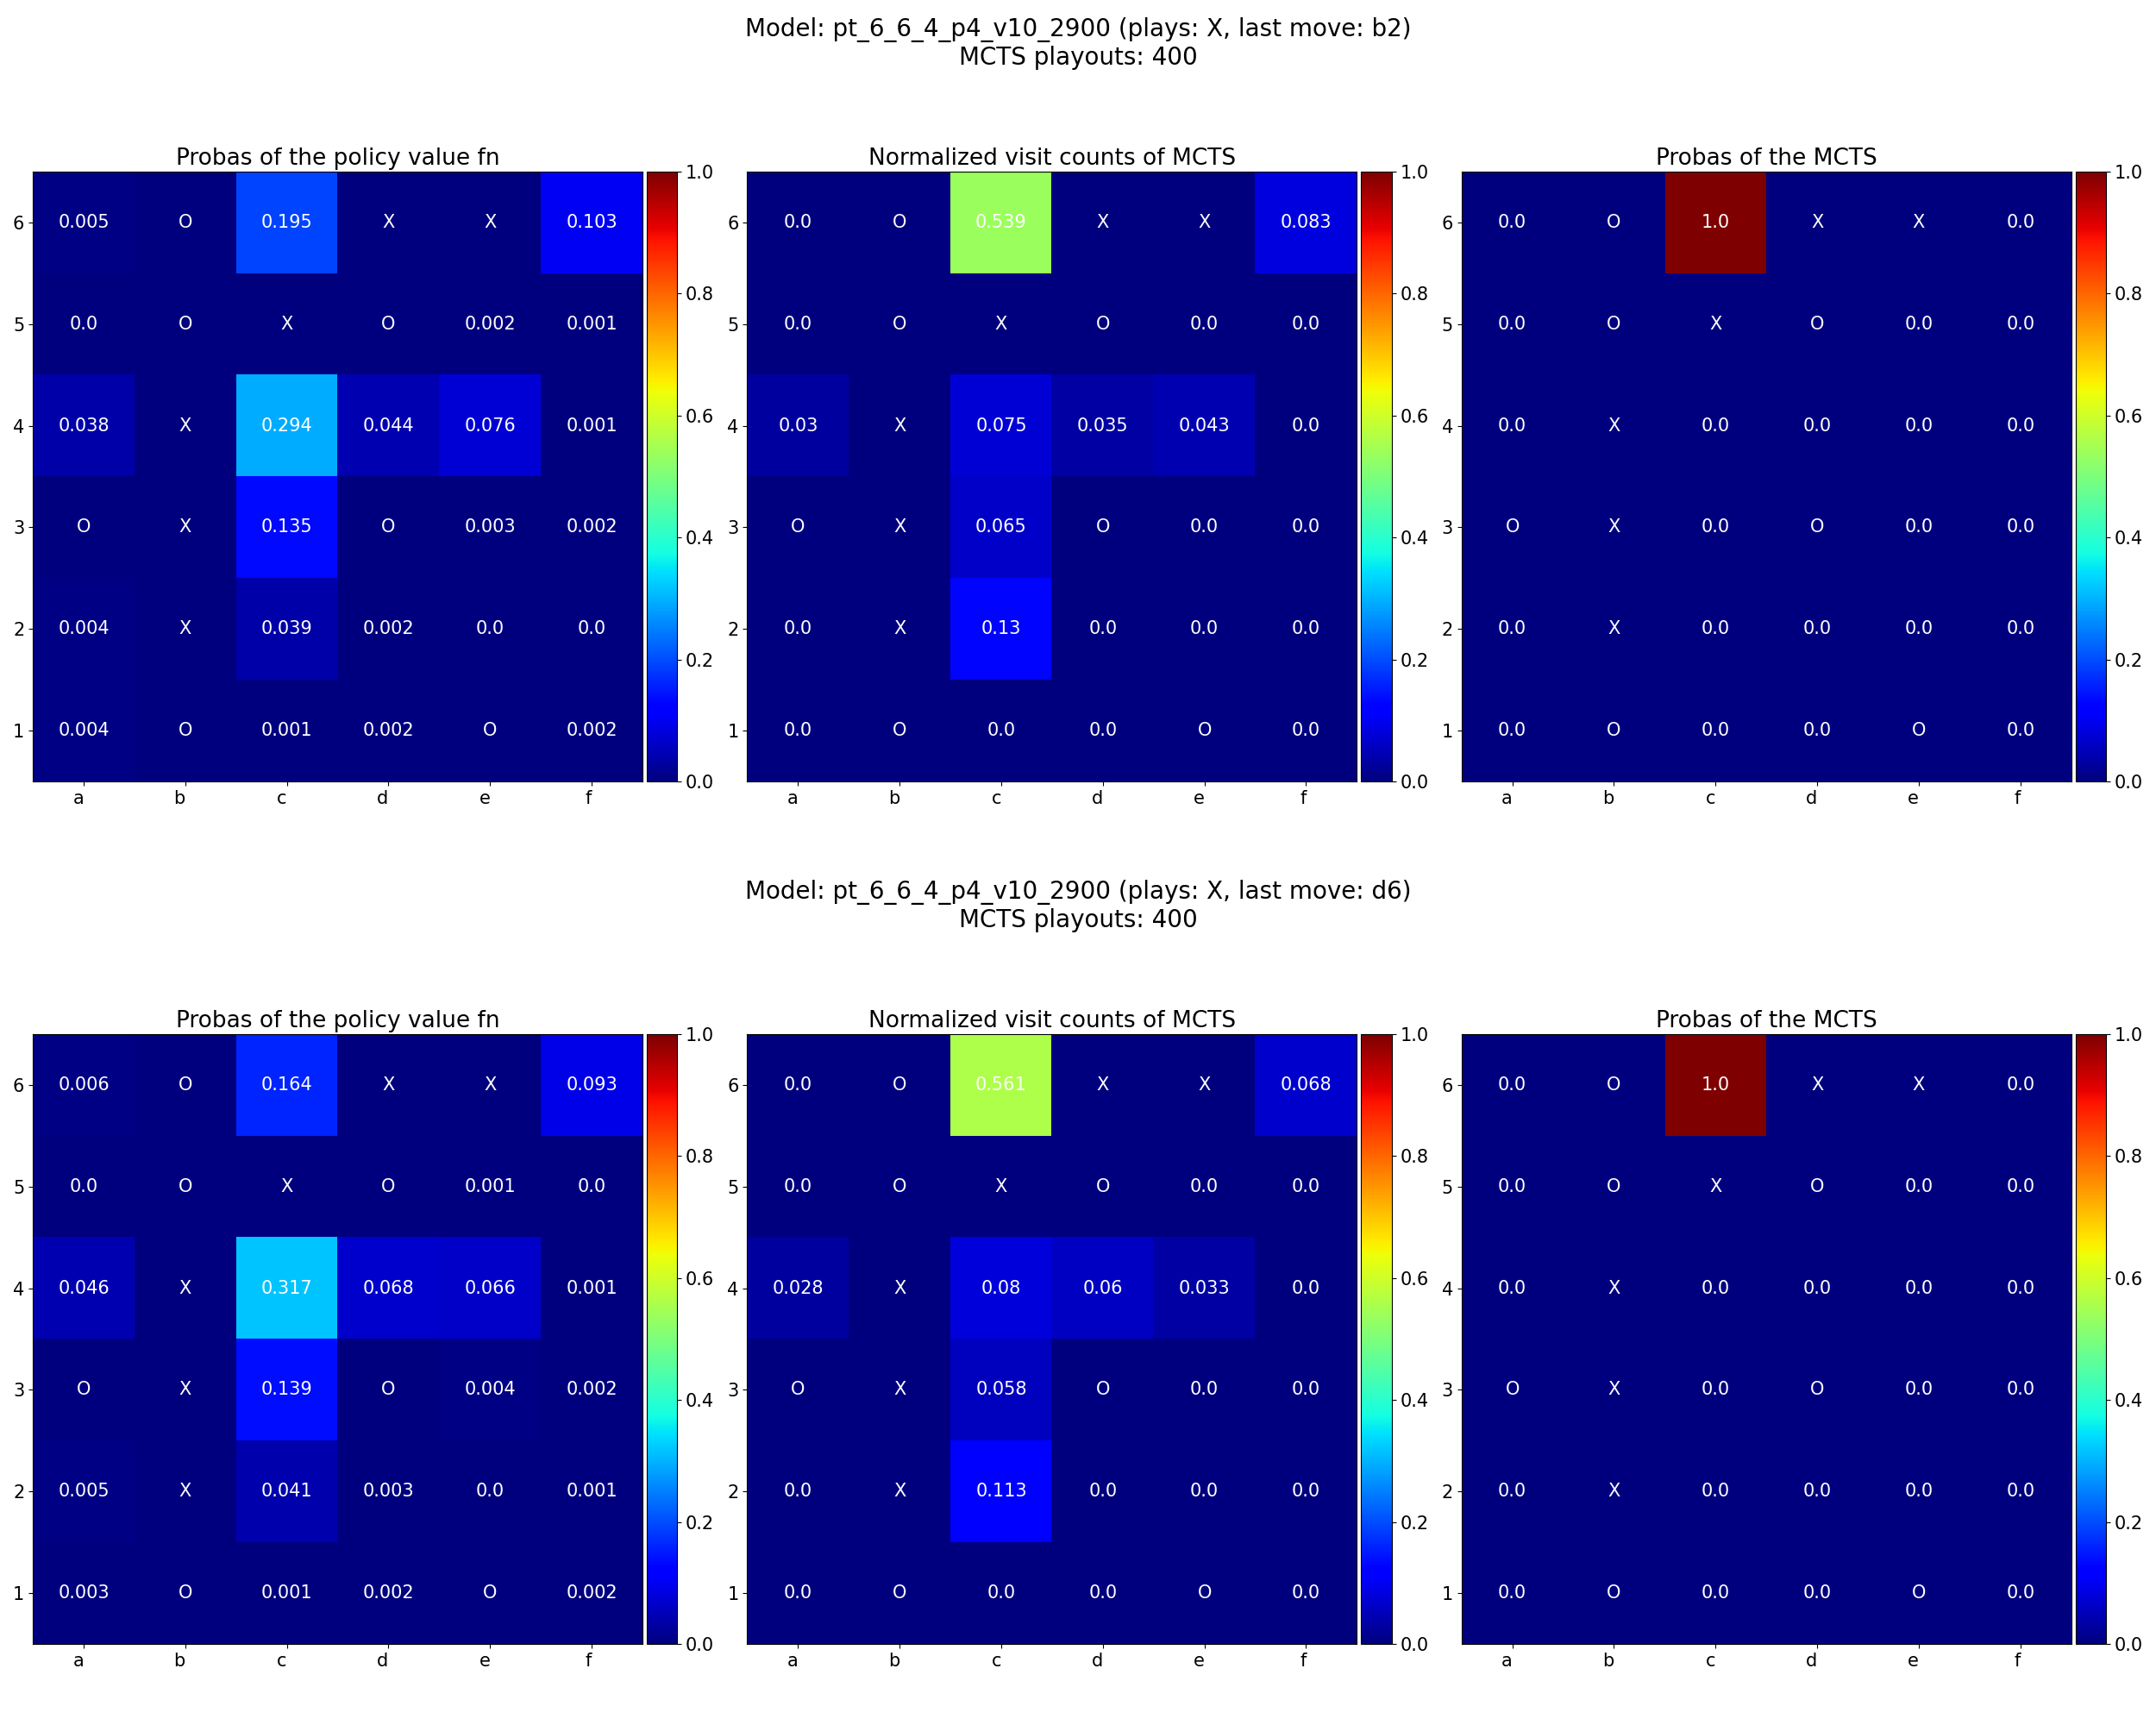 Model: pt_6_6_4_p4_v10_2900 (plays: X, last move: b2)
MCTS playouts: 400
Probas of the policy value fn
6 0.005 O 0.195 X X 0.103
5 0.0 O X O 0.002 0.001
4 0.038 X 0.294 0.044 0.076 0.001
3 O X 0.135 O 0.003 0.002
2 0.004 X 0.039 0.002 0.0 0.0
1 0.004 O 0.001 0.002 O 0.002
a b c d e f
1.0
0.8
0.6
0.4
0.2
0.0
Normalized visit counts of MCTS
6 0.0 O 0.539 X X 0.083
5 0.0 O X O 0.0 0.0
4 0.03 X 0.075 0.035 0.043 0.0
3 O X 0.065 O 0.0 0.0
2 0.0 X 0.13 0.0 0.0 0.0
1 0.0 O 0.0 0.0 O 0.0
a b c d e f
1.0
0.8
0.6
0.4
0.2
0.0
Probas of the MCTS
6 0.0 O 1.0 X X 0.0
5 0.0 O X O 0.0 0.0
4 0.0 X 0.0 0.0 0.0 0.0
3 O X 0.0 O 0.0 0.0
2 0.0 X 0.0 0.0 0.0 0.0
1 0.0 O 0.0 0.0 O 0.0
a b c d e f
1.0
0.8
0.6
0.4
0.2
0.0
Model: pt_6_6_4_p4_v10_2900 (plays: X, last move: d6)
MCTS playouts: 400
Probas of the policy value fn
6 0.006 O 0.164 X X 0.093
5 0.0 O X O 0.001 0.0
4 0.046 X 0.317 0.068 0.066 0.001
3 O X 0.139 O 0.004 0.002
2 0.005 X 0.041 0.003 0.0 0.001
1 0.003 O 0.001 0.002 O 0.002
a b c d e f
1.0
0.8
0.6
0.4
0.2
0.0
Normalized visit counts of MCTS
6 0.0 O 0.561 X X 0.068
5 0.0 O X O 0.0 0.0
4 0.028 X 0.08 0.06 0.033 0.0
3 O X 0.058 O 0.0 0.0
2 0.0 X 0.113 0.0 0.0 0.0
1 0.0 O 0.0 0.0 O 0.0
a b c d e f
1.0
0.8
0.6
0.4
0.2
0.0
Probas of the MCTS
6 0.0 O 1.0 X X 0.0
5 0.0 O X O 0.0 0.0
4 0.0 X 0.0 0.0 0.0 0.0
3 O X 0.0 O 0.0 0.0
2 0.0 X 0.0 0.0 0.0 0.0
1 0.0 O 0.0 0.0 O 0.0
a b c d e f
1.0
0.8
0.6
0.4
0.2
0.0